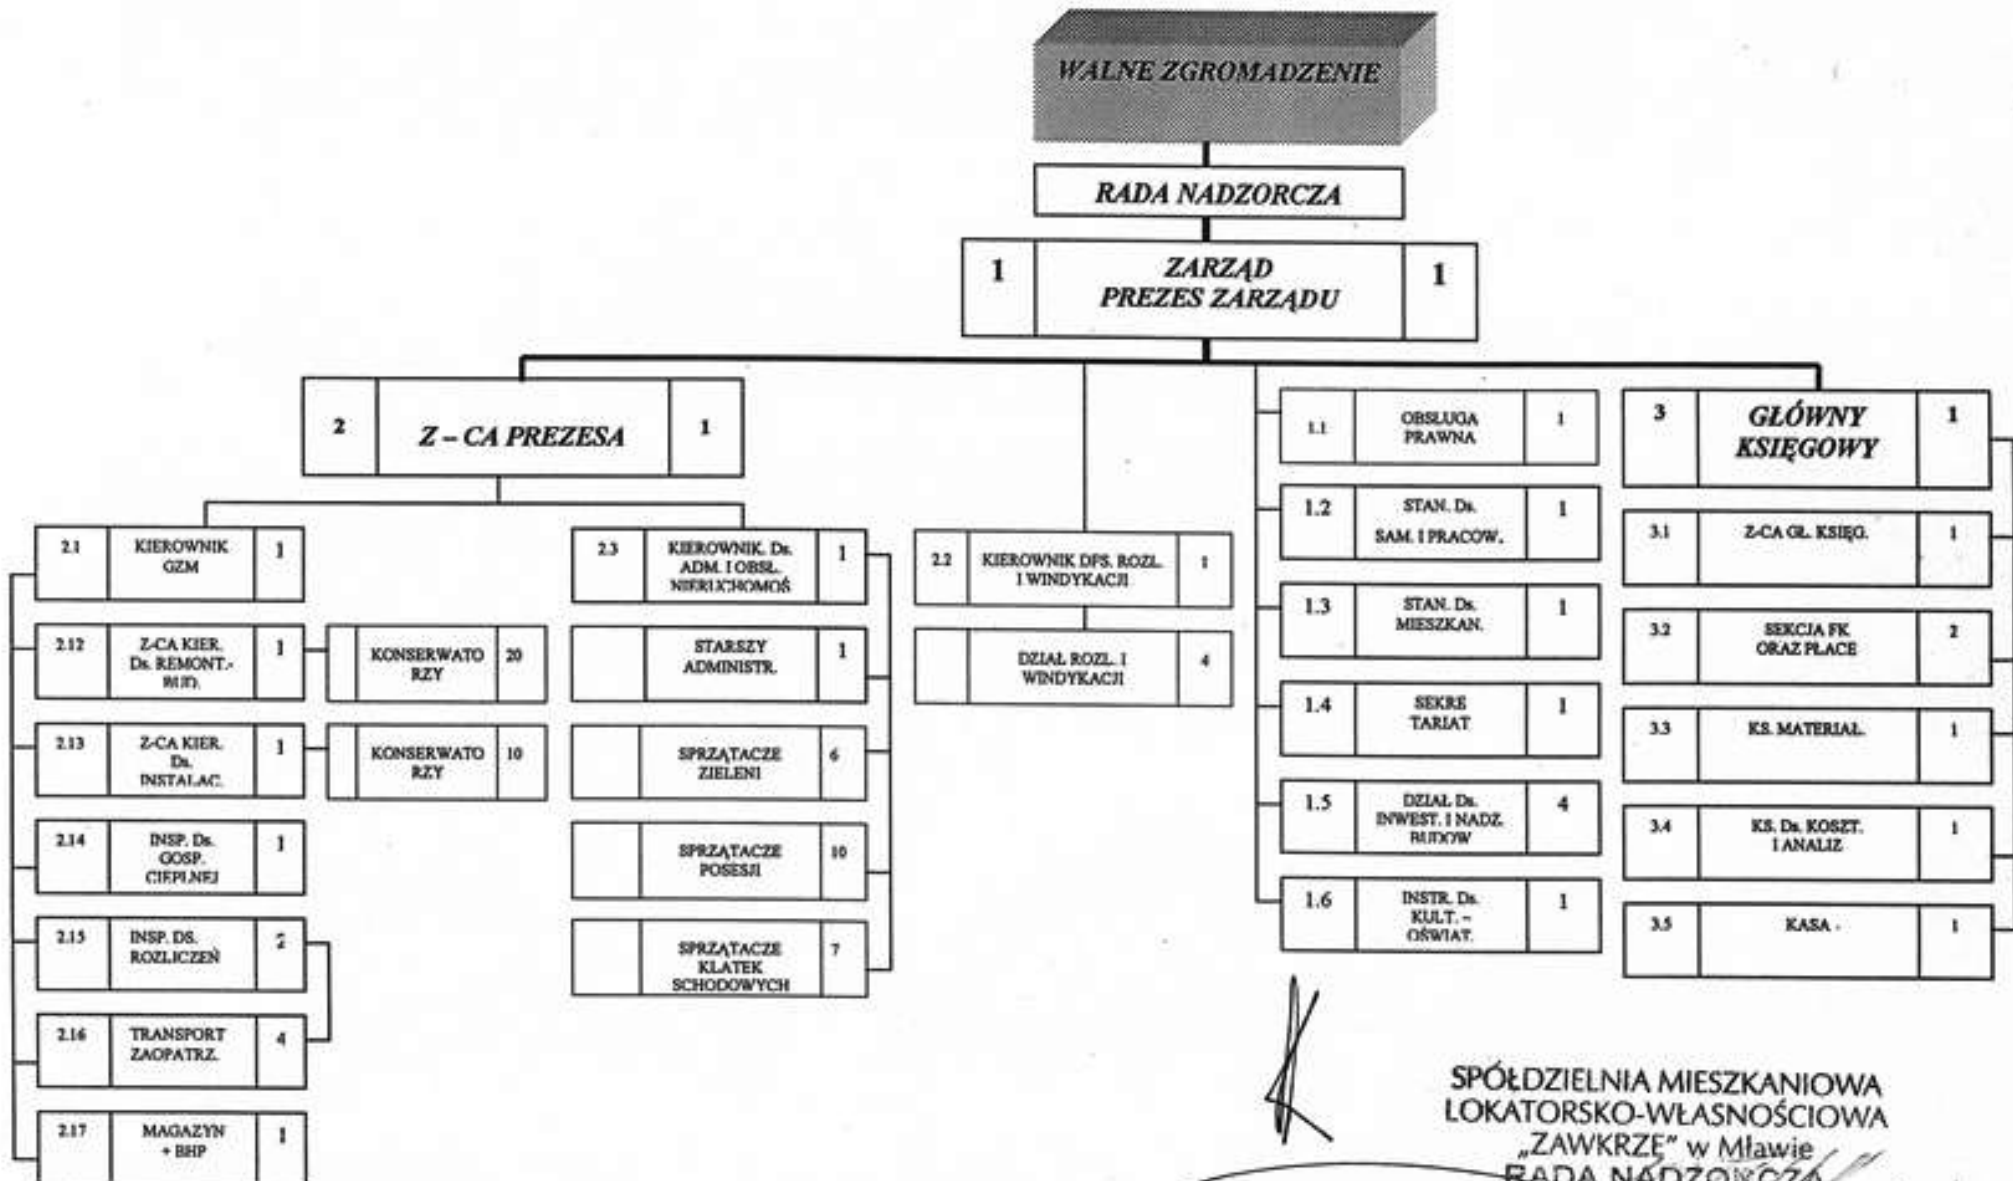 WALNE ZGROMADZENIE
RADA NADZORCZA
1
ZARZĄD
PREZES ZARZĄDU
1
2
Z – CA PREZESA
1
2.1
KIEROWNIK
GZM
1
2.12
Z-CA KIER.
Ds. REMONT.-
BUD.
1
KONSERWATO
RZY
20
2.13
Z-CA KIER.
Ds.
INSTALAC.
1
KONSERWATO
RZY
10
2.14
INSP. Ds.
GOSP.
CIEPLNEJ
1
2.15
INSP. DS.
ROZLICZEŃ
2
2.16
TRANSPORT
ZAOPATRZ.
4
2.17
MAGAZYN
+ BHP
1
2.3
KIEROWNIK. Ds.
ADM. I OBSŁ.
NIERUCHOMOŚ
1
STARSZY
ADMINISTR.
1
SPRZĄTACZE
ZIELENI
6
SPRZĄTACZE
POSESJI
10
SPRZĄTACZE
KLATEK
SCHODOWYCH
7
2.2
KIEROWNIK DFS. ROZL.
I WINDYKACJI
1
DZIAŁ ROZL. I
WINDYKACJI
4
1.1
OBSŁUGA
PRAWNA
1
1.2
STAN. Ds.
SAM. I PRACOW.
1
1.3
STAN. Ds.
MIESZKAN.
1
1.4
SEKRE
TARIAT
1
1.5
DZIAŁ Ds.
INWEST. I NADZ.
BUDOW
4
1.6
INSTR. Ds.
KULT. –
OŚWIAT.
1
3
GŁÓWNY
KSIĘGOWY
1
3.1
Z-CA GŁ. KSIĘG.
1
3.2
SEKCJA FK
ORAZ PŁACE
2
3.3
KS. MATERIAŁ.
1
3.4
KS. Ds. KOSZT.
I ANALIZ
1
3.5
KASA -
1
SPÓŁDZIELNIA MIESZKANIOWA
LOKATORSKO-WŁASNOŚCIOWA
„ZAWKRZE” w Mławie
RADA NADZORCZA